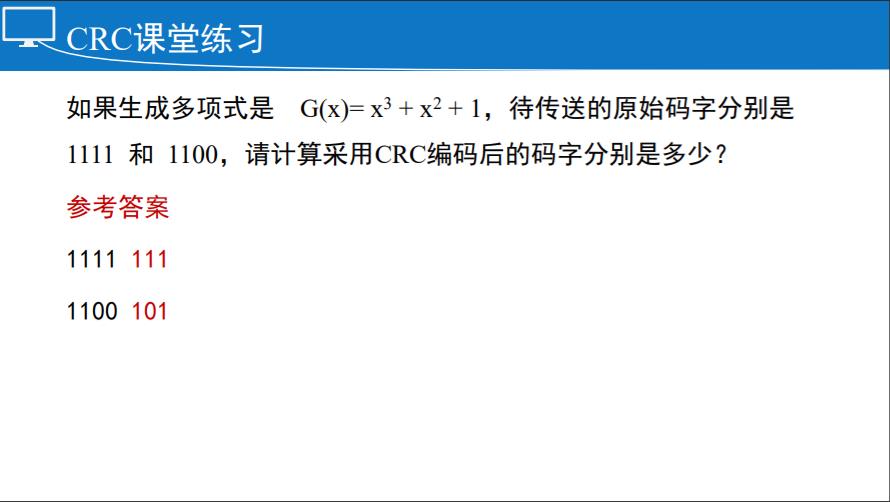 CRC课堂练习
如果生成多项式是 G(x)= x³ + x² + 1，待传送的原始码字分别是
1111 和 1100，请计算采用CRC编码后的码字分别是多少？
参考答案
1111 111
1100 101